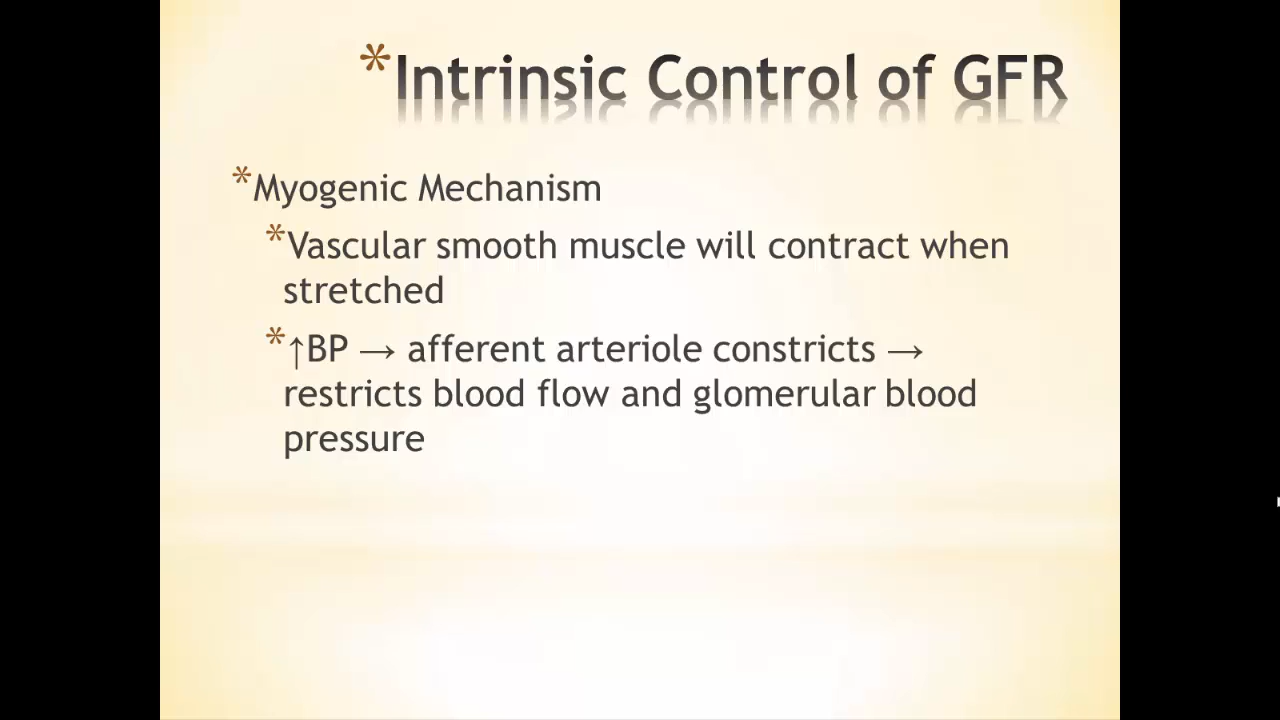 *Intrinsic Control of GFR
*Myogenic Mechanism
*Vascular smooth muscle will contract when
stretched
*↑BP → afferent arteriole constricts →
restricts blood flow and glomerular blood
pressure